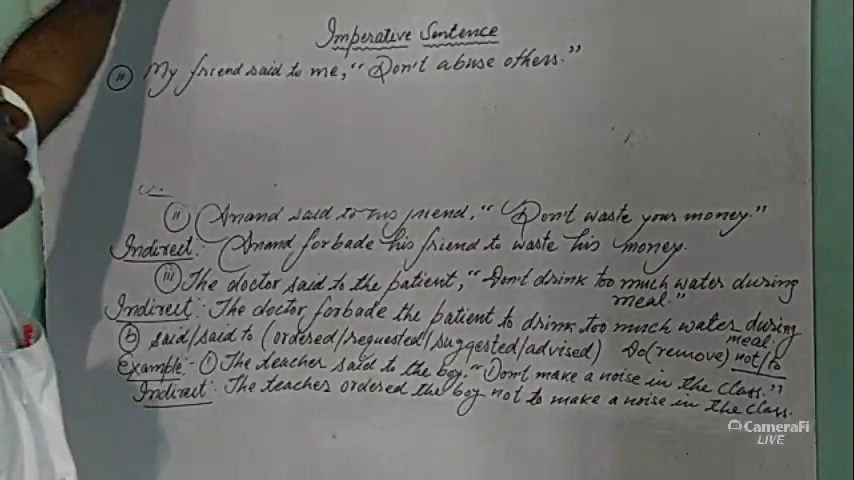 Imperative Sentence
ii My friend said to me, "Don't abuse others."
ii Anand said to his friend, "Don't waste your money."
Indirect: Anand forbade his friend to waste his money.
iii The doctor said to the patient, "Don't drink too much water during
meal."
Indirect: The doctor forbade the patient to drink too much water during
meal.
b said/said to (ordered/requested/suggested/advised) Do (remove) not/to
Example:- i The teacher said to the boy, "Don't make a noise in the class."
Indirect: The teacher ordered the boy not to make a noise in the class.
CameraFi
LIVE